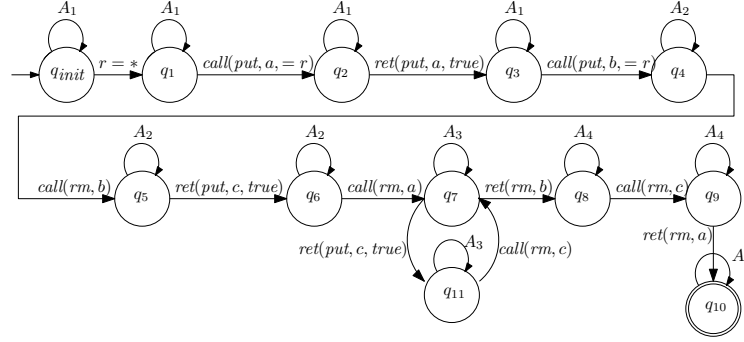 A₁ A₁ A₁ A₁ A₂
q_init r = * q₁ call(put, a, = r) q₂ ret(put, a, true) q₃ call(put, b, = r) q₄
A₂ A₂ A₃ A₄ A₄
call(rm, b) q₅ ret(put, c, true) q₆ call(rm, a) q₇ ret(rm, b) q₈ call(rm, c) q₉
ret(put, c, true) A₃ call(rm, c) ret(rm, a)
q₁₁ A
q₁₀